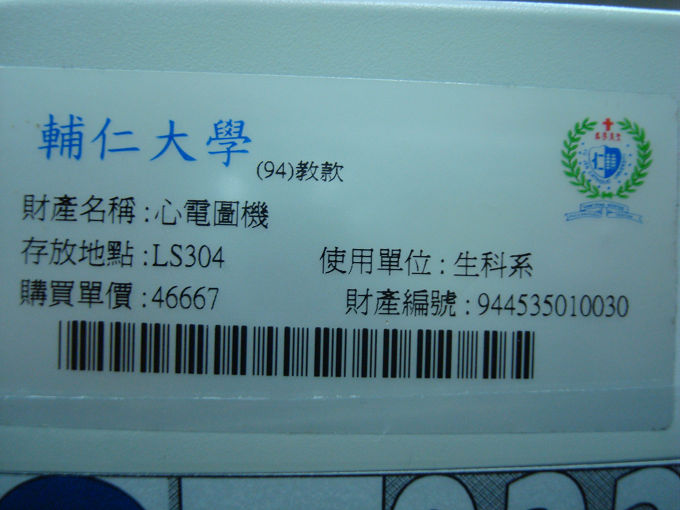 輔仁大學
(94)教款
財產名稱:心電圖機
存放地點:LS304 使用單位:生科系
購買單價:46667 財產編號:944535010030